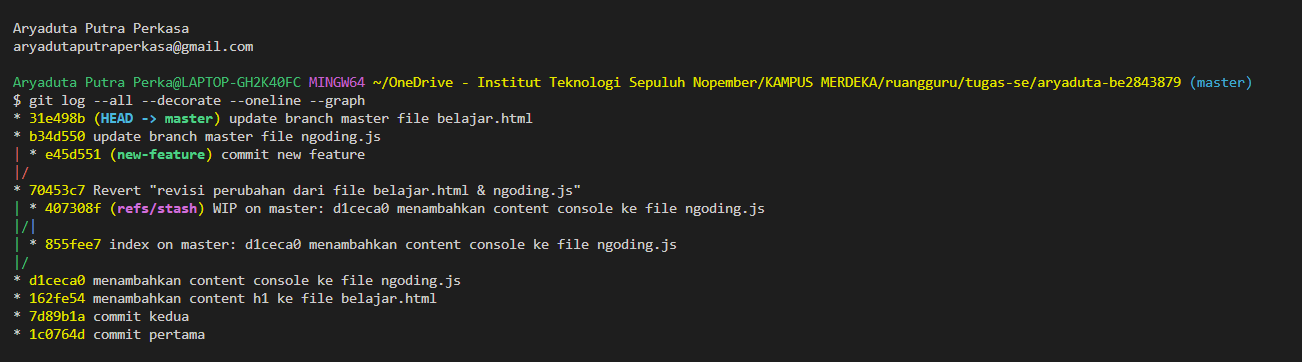 Aryaduta Putra Perkasa
aryadutaputraperkasa@gmail.com
Aryaduta Putra Perka@LAPTOP-GH2K40FC MINGW64 ~/OneDrive - Institut Teknologi Sepuluh Nopember/KAMPUS MERDEKA/ruangguru/tugas-se/aryaduta-be2843879 (master)
$ git log --all --decorate --oneline --graph
* 31e498b (HEAD -> master) update branch master file belajar.html
* b34d550 update branch master file ngoding.js
| * e45d551 (new-feature) commit new feature
|/
* 70453c7 Revert "revisi perubahan dari file belajar.html & ngoding.js"
| * 407308f (refs/stash) WIP on master: d1ceca0 menambahkan content console ke file ngoding.js
|/|
| * 855fee7 index on master: d1ceca0 menambahkan content console ke file ngoding.js
|/
* d1ceca0 menambahkan content console ke file ngoding.js
* 162fe54 menambahkan content h1 ke file belajar.html
* 7d89b1a commit kedua
* 1c0764d commit pertama